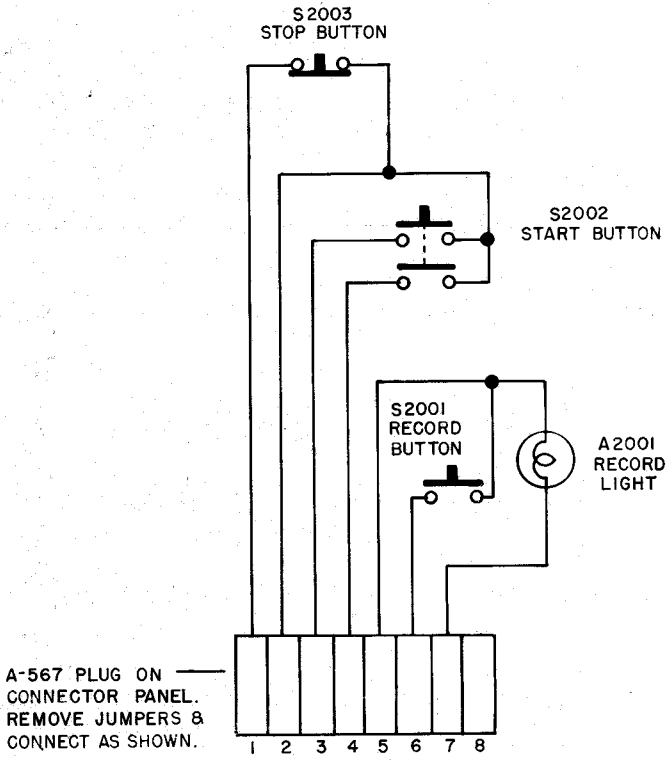 S2003
STOP BUTTON
S2002
START BUTTON
S2001
RECORD
BUTTON
A2001
RECORD
LIGHT
A-567 PLUG ON
CONNECTOR PANEL.
REMOVE JUMPERS &
CONNECT AS SHOWN.
1 2 3 4 5 6 7 8